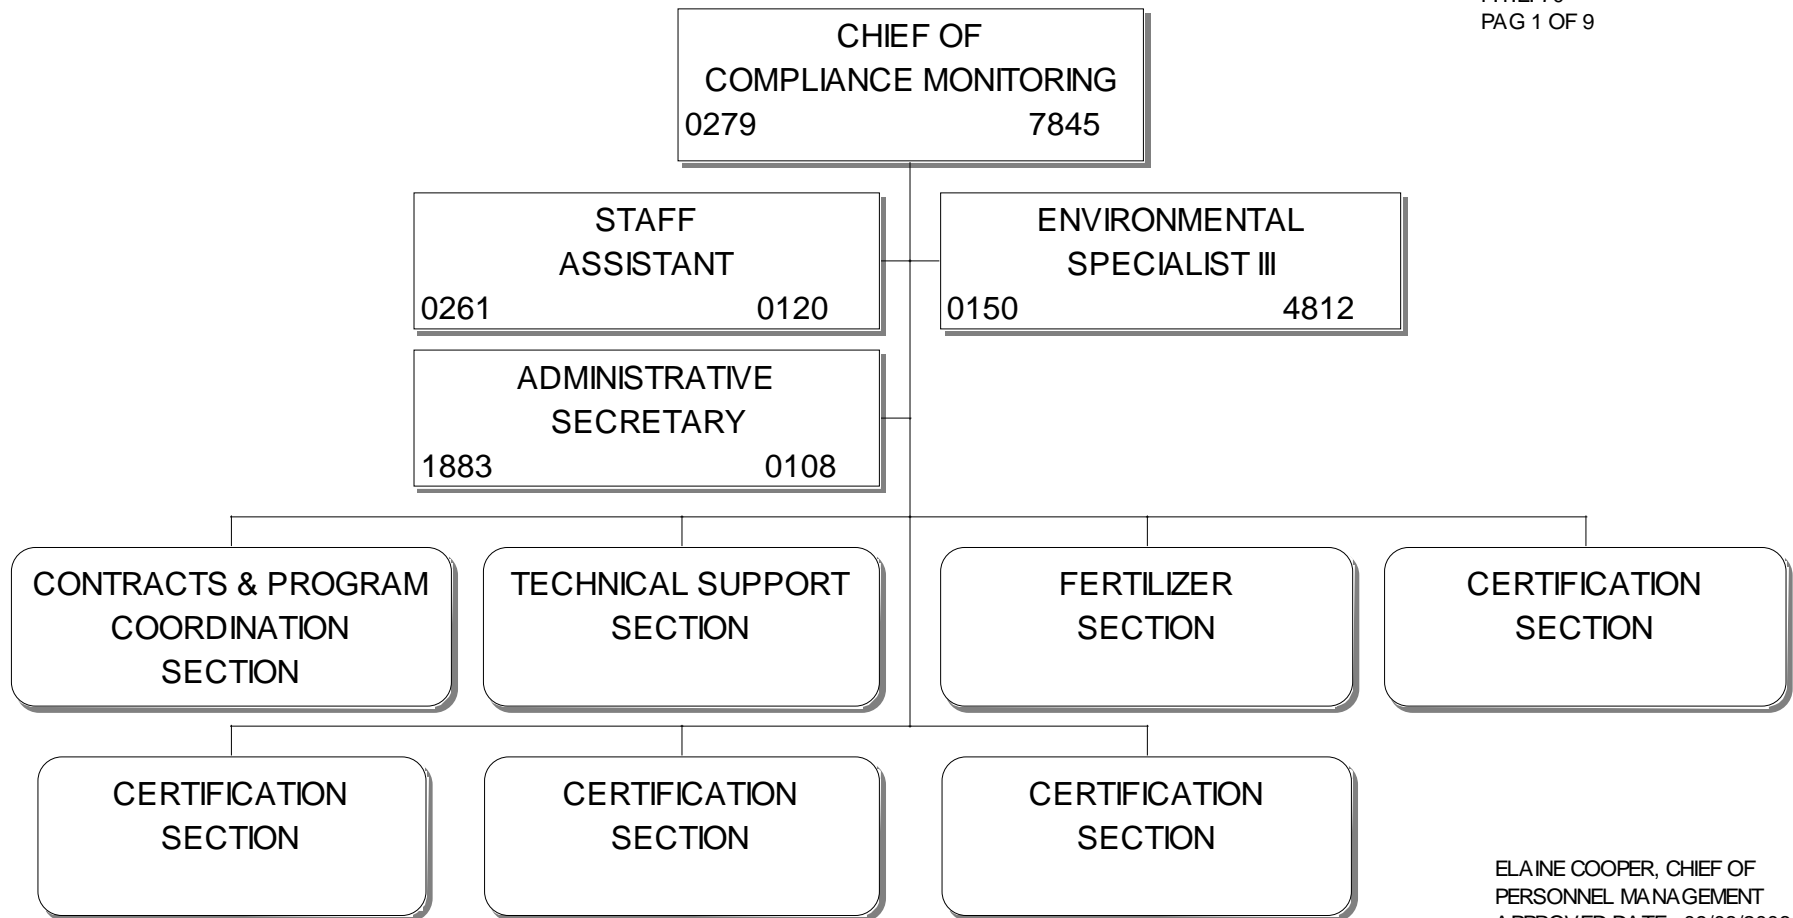 PAG 1 OF 9
CHIEF OF
COMPLIANCE MONITORING
0279 7845
STAFF
ASSISTANT
0261 0120
ENVIRONMENTAL
SPECIALIST III
0150 4812
ADMINISTRATIVE
SECRETARY
1883 0108
CONTRACTS & PROGRAM
COORDINATION
SECTION
TECHNICAL SUPPORT
SECTION
FERTILIZER
SECTION
CERTIFICATION
SECTION
CERTIFICATION
SECTION
CERTIFICATION
SECTION
CERTIFICATION
SECTION
ELAINE COOPER, CHIEF OF
PERSONNEL MANAGEMENT